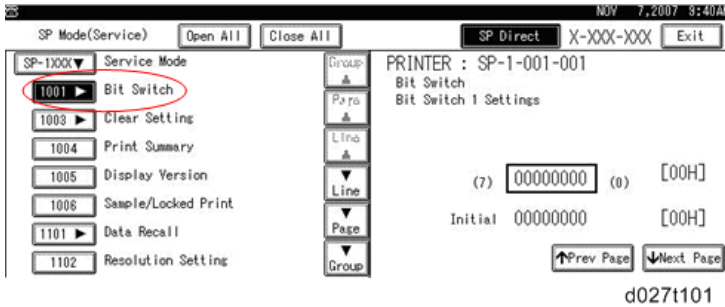 NOV 7,2007 9:40A
SP Mode(Service) Open All Close All SP Direct X-XXX-XXX Exit
SP-1XXX▼ Service Mode
1001 ► Bit Switch
1003 ► Clear Setting
1004 Print Summary
1005 Display Version
1006 Sample/Locked Print
1101 ► Data Recall
1102 Resolution Setting
Group
Page
Line
Line
Page
Group
PRINTER : SP-1-001-001
Bit Switch
Bit Switch 1 Settings
(7) 00000000 (0) [00H]
Initial 00000000 [00H]
↑Prev Page ↓Next Page
d027t101